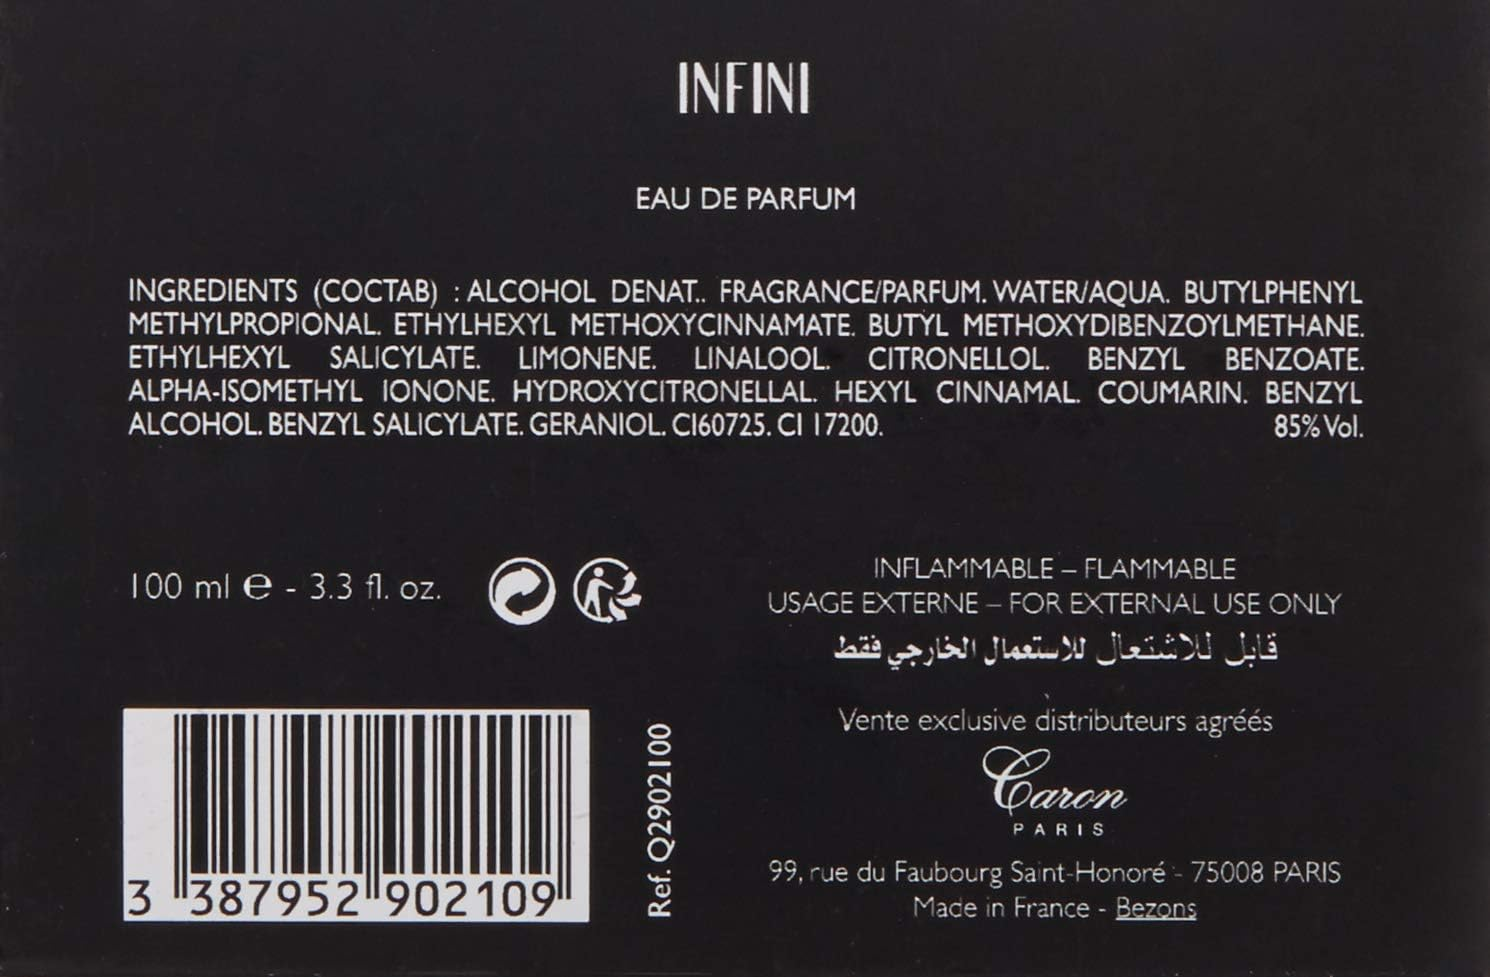 INFINI
EAU DE PARFUM
INGREDIENTS (COCTAB) : ALCOHOL DENAT.. FRAGRANCE/PARFUM. WATER/AQUA. BUTYLPHENYL
METHYLPROPIONAL. ETHYLHEXYL METHOXYCINNAMATE. BUTYL METHOXYDIBENZOYLMETHANE.
ETHYLHEXYL SALICYLATE. LIMONENE. LINALOOL. CITRONELLOL. BENZYL BENZOATE.
ALPHA-ISOMETHYL IONONE. HYDROXYCITRONELLAL. HEXYL CINNAMAL. COUMARIN. BENZYL
ALCOHOL. BENZYL SALICYLATE. GERANIOL. CI60725. CI 17200. 85% Vol.
100 ml e - 3.3 fl. oz.
INFLAMMABLE – FLAMMABLE
USAGE EXTERNE – FOR EXTERNAL USE ONLY
قابل للاشتعال للاستعمال الخارجي فقط
Vente exclusive distributeurs agréés
Caron
PARIS
99, rue du Faubourg Saint-Honoré - 75008 PARIS
Made in France - Bezons
3 387952 902109
Ref. Q2902100